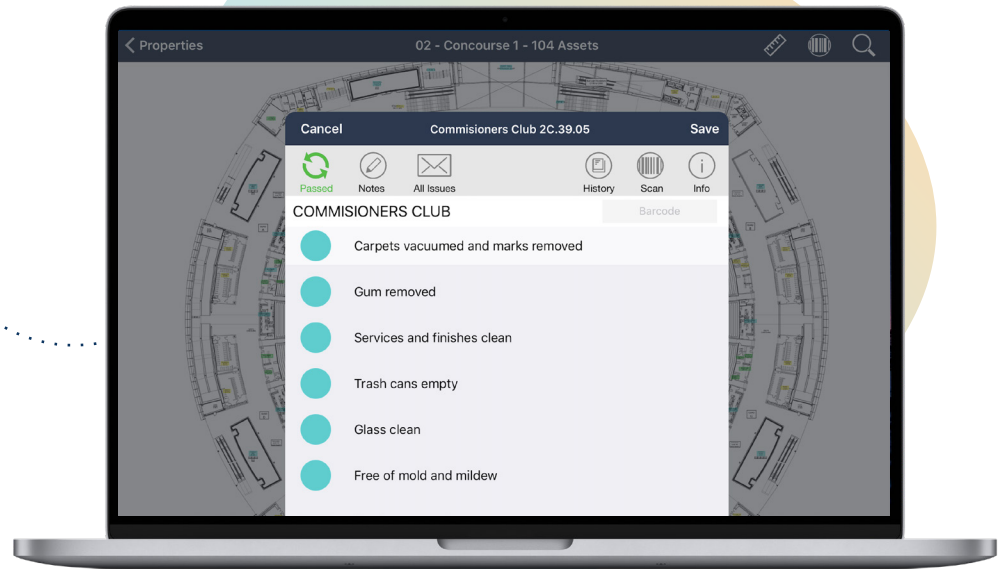 Properties
02 - Concourse 1 - 104 Assets
Cancel
Commisioners Club 2C.39.05
Save
Passed
Notes
All Issues
History
Scan
Info
COMMISIONERS CLUB
Barcode
Carpets vacuumed and marks removed
Gum removed
Services and finishes clean
Trash cans empty
Glass clean
Free of mold and mildew